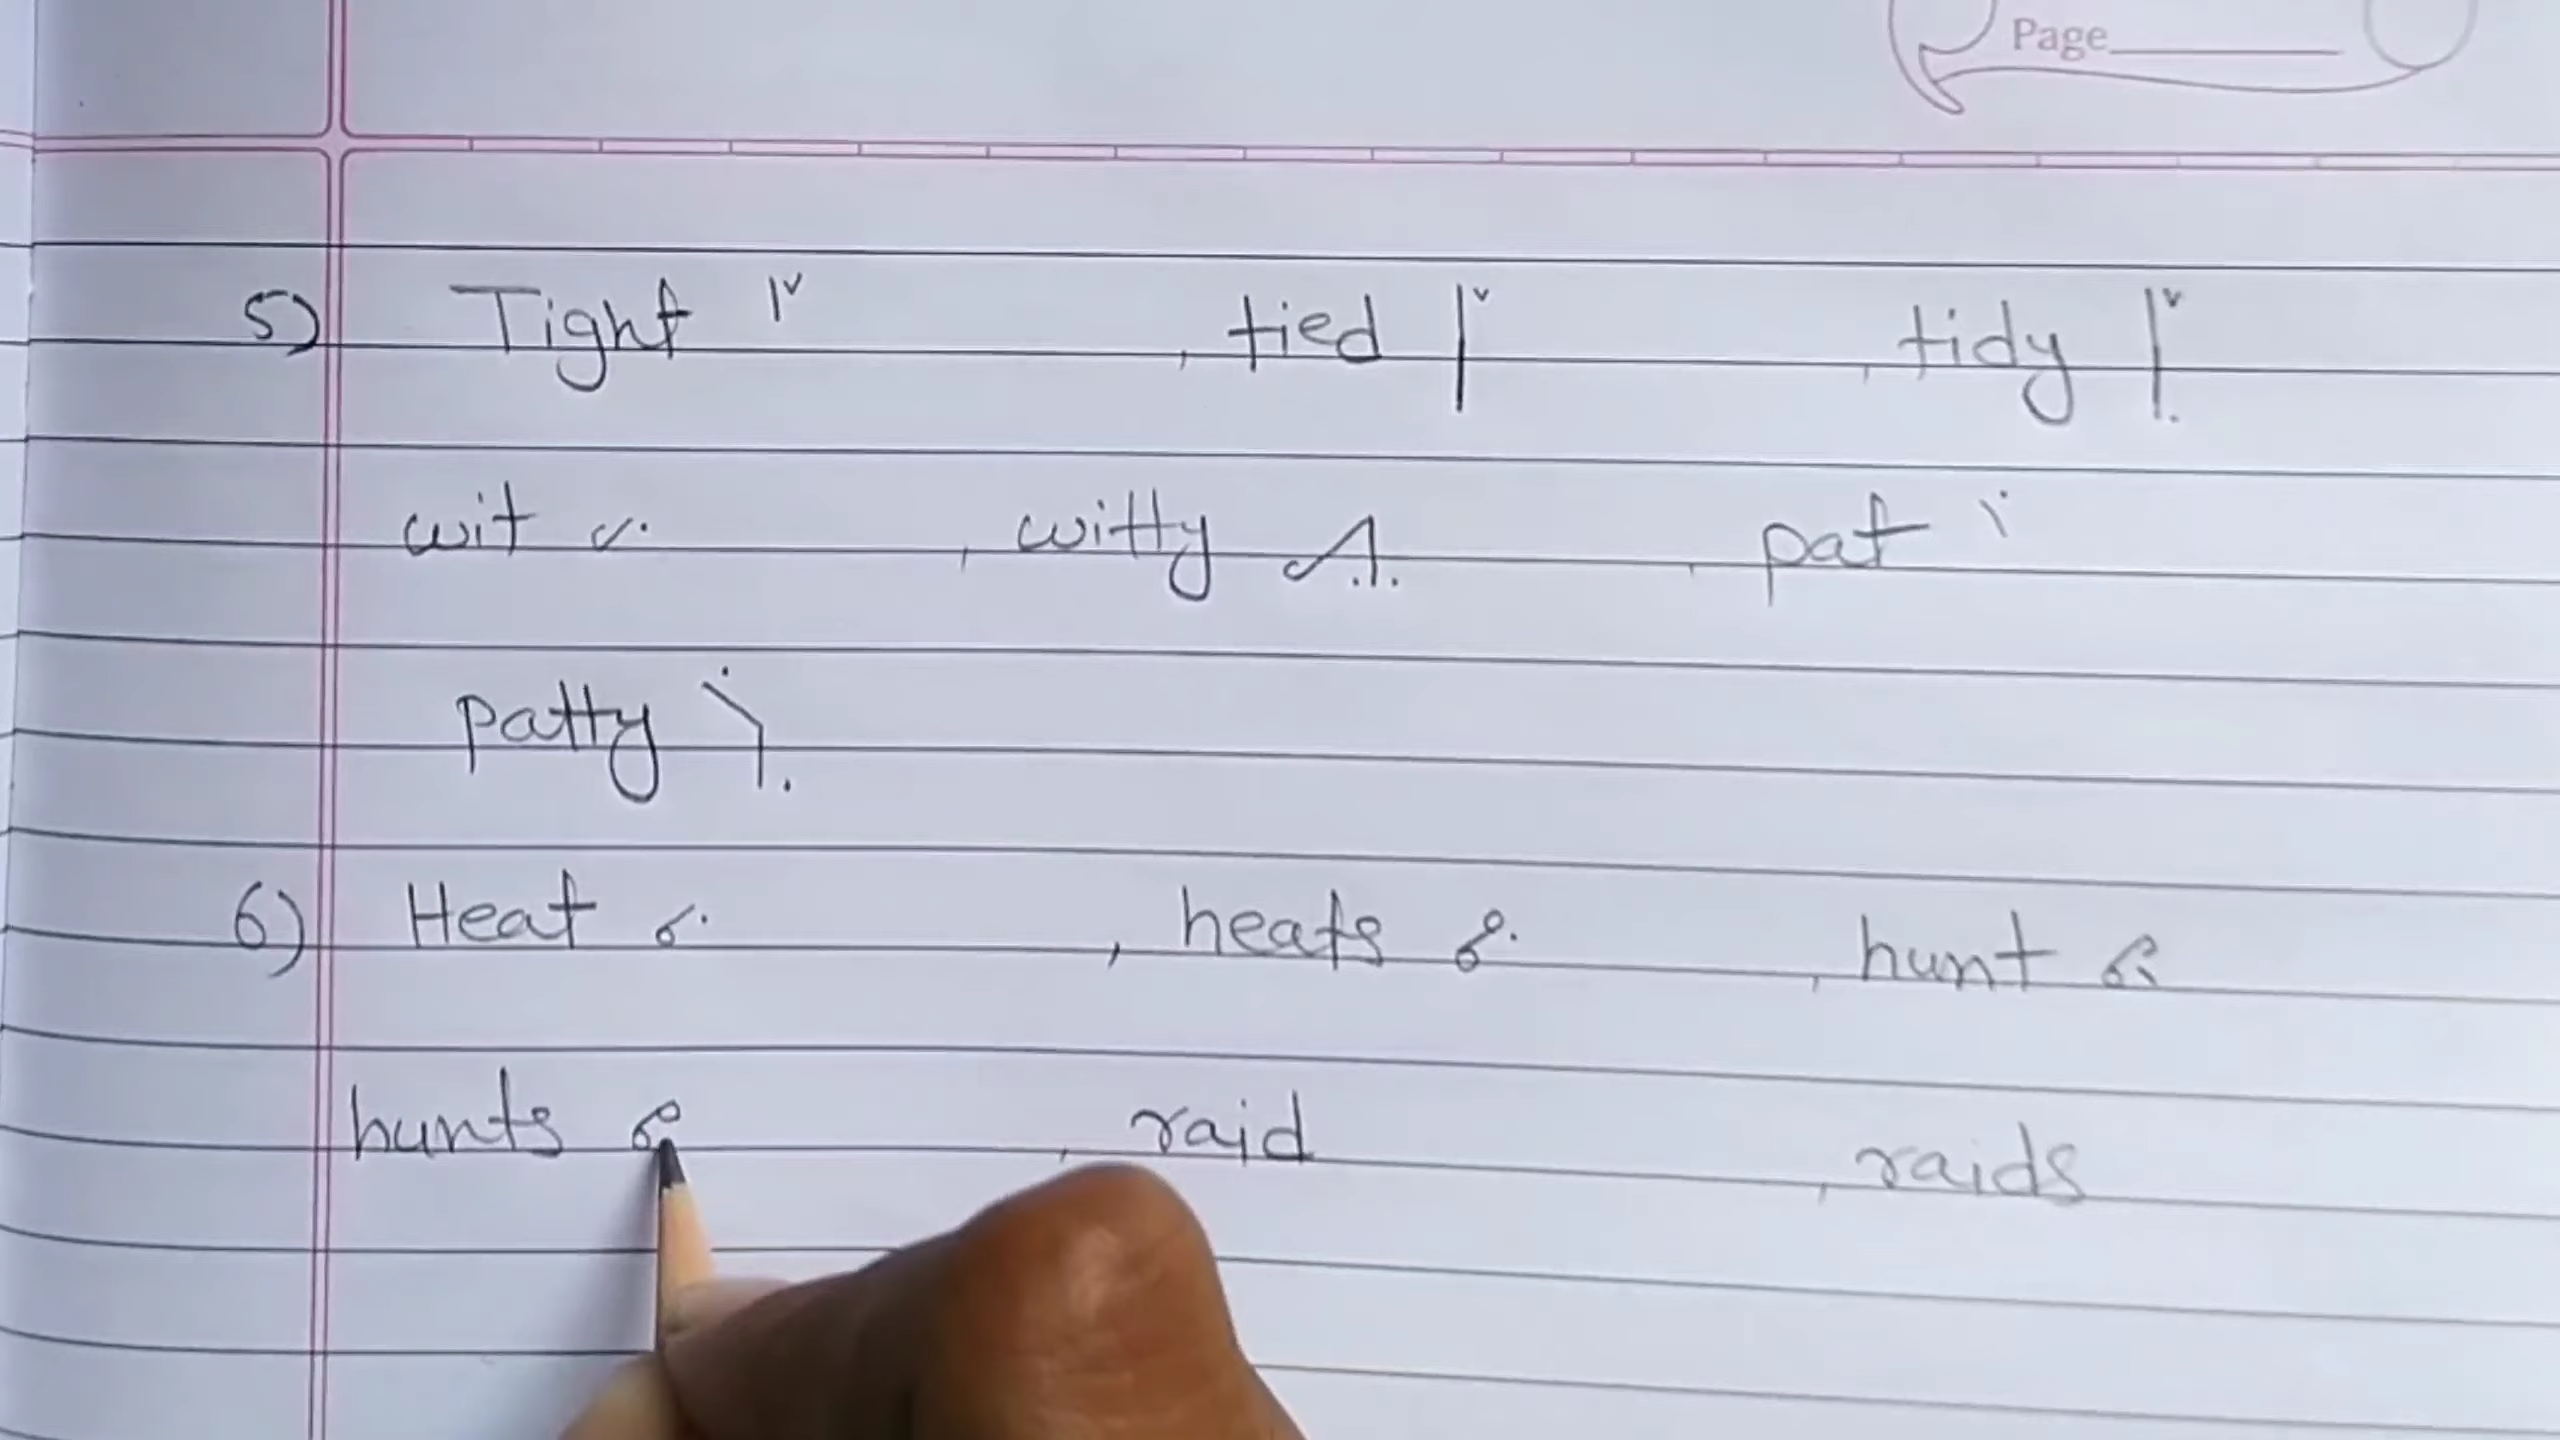 Page
5) Tight , tied , tidy
wit , witty , pat
patty
6) Heat , heats , hunt
hunts , raid , raids